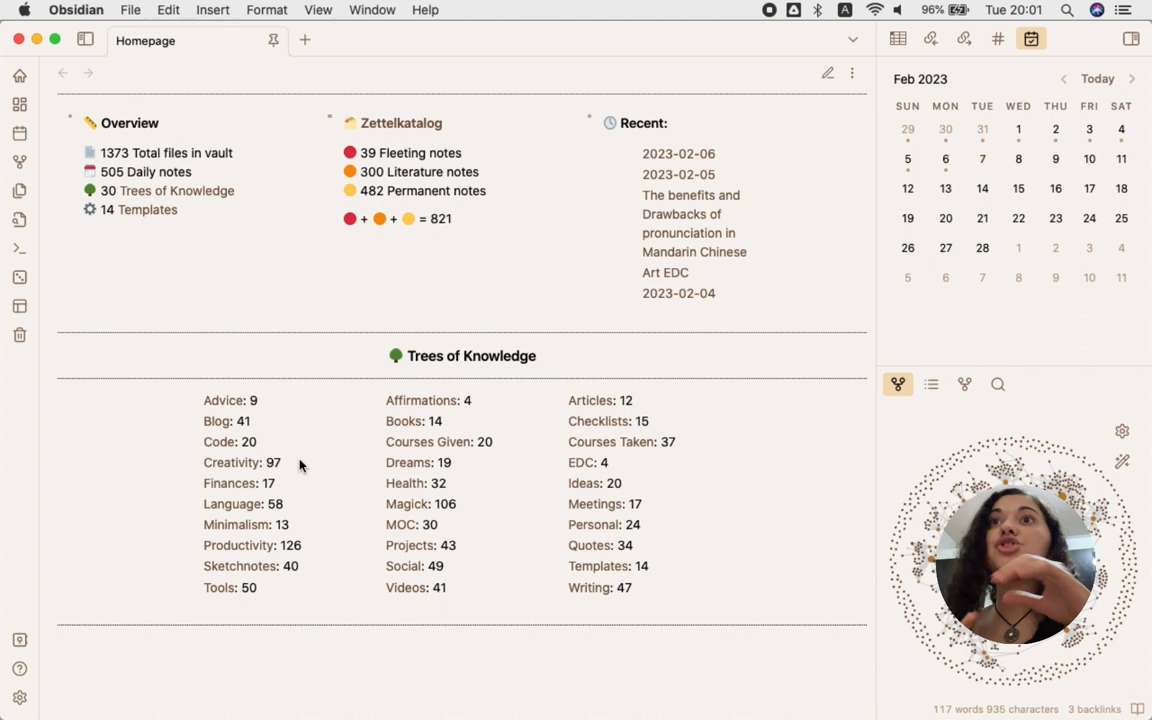 Obsidian File Edit Insert Format View Window Help A 96% Tue 20:01
Homepage
Overview
1373 Total files in vault
505 Daily notes
30 Trees of Knowledge
14 Templates
Zettelkatalog
39 Fleeting notes
300 Literature notes
482 Permanent notes
+ + = 821
Recent:
2023-02-06
2023-02-05
The benefits and
Drawbacks of
pronunciation in
Mandarin Chinese
Art EDC
2023-02-04
Trees of Knowledge
Advice: 9 Affirmations: 4 Articles: 12
Blog: 41 Books: 14 Checklists: 15
Code: 20 Courses Given: 20 Courses Taken: 37
Creativity: 97 Dreams: 19 EDC: 4
Finances: 17 Health: 32 Ideas: 20
Language: 58 Magick: 106 Meetings: 17
Minimalism: 13 MOC: 30 Personal: 24
Productivity: 126 Projects: 43 Quotes: 34
Sketchnotes: 40 Social: 49 Templates: 14
Tools: 50 Videos: 41 Writing: 47
Feb 2023 < Today >
SUN MON TUE WED THU FRI SAT
29 30 31 1 2 3 4
5 6 7 8 9 10 11
12 13 14 15 16 17 18
19 20 21 22 23 24 25
26 27 28 1 2 3 4
5 6 7 8 9 10 11
117 words 935 characters 3 backlinks